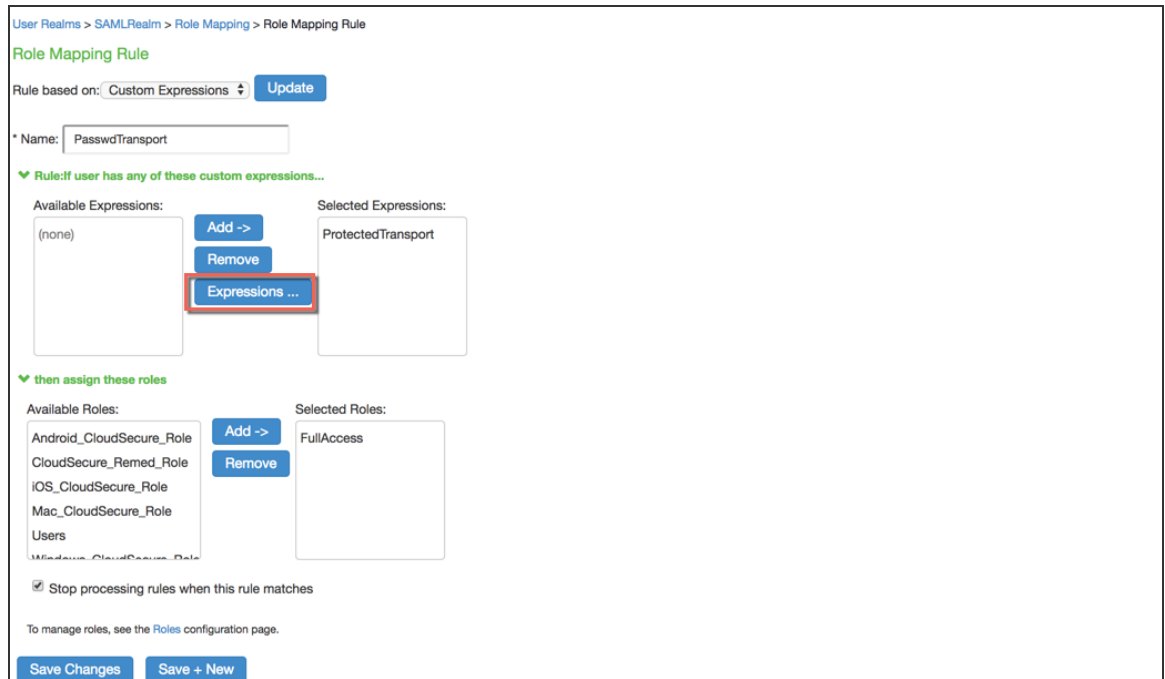 User Realms > SAMLRealm > Role Mapping > Role Mapping Rule
Role Mapping Rule
Rule based on: Custom Expressions Update
* Name: PasswdTransport
Rule:If user has any of these custom expressions...
Available Expressions:
(none)
Add ->
Remove
Expressions ...
Selected Expressions:
ProtectedTransport
then assign these roles
Available Roles:
Android_CloudSecure_Role
CloudSecure_Remed_Role
iOS_CloudSecure_Role
Mac_CloudSecure_Role
Users
Windows_CloudSecure_Role
Add ->
Remove
Selected Roles:
FullAccess
Stop processing rules when this rule matches
To manage roles, see the Roles configuration page.
Save Changes Save + New